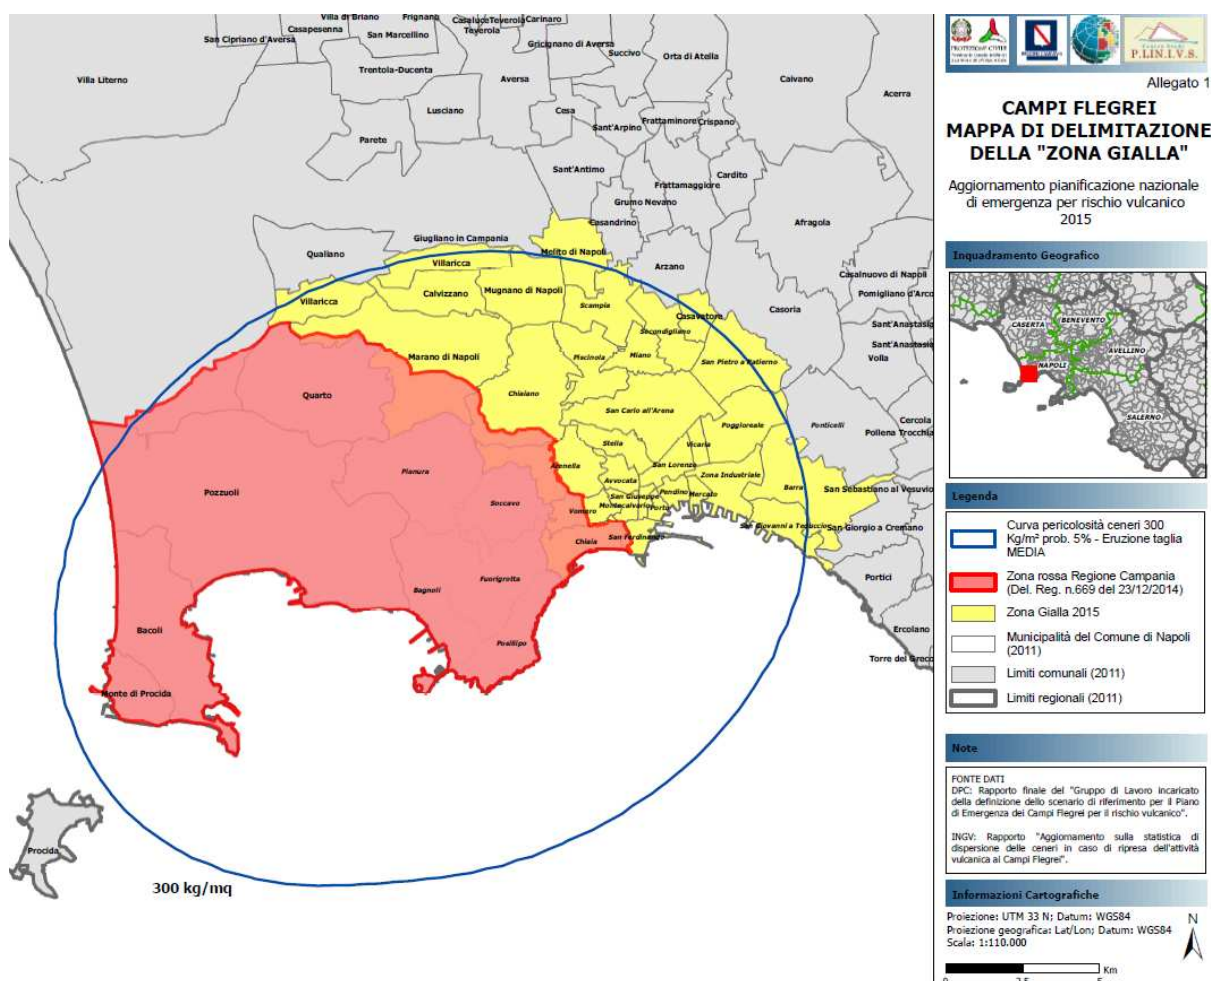 Villa di Briano
Frignano
Casaluce
Teverola
Carinaro
Casapesenna
Teverola
San Cipriano d'Aversa
San Marcellino
Gricignano di Aversa
Succivo
Orta di Atella
Trentola-Ducenta
Villa Literno
Aversa
Caivano
Acerra
Lusciano
Cesa
Sant'Arpino
Frattaminore
Crispano
Parete
Sant'Antimo
Cardito
Frattamaggiore
Grumo Nevano
Casandrino
Afragola
Giugliano in Campania
Qualiano
Melito di Napoli
Villaricca
Arzano
Casalnuovo di Napoli
Calvizzano
Mugnano di Napoli
Pomigliano d'Arco
Villaricca
Scampia
Casavatore
Casoria
Secondigliano
Sant'Anastasia
Sant'Anastasia
Marano di Napoli
Piscinola
Miano
San Pietro a Patierno
Volla
Quarto
Chiaiano
San Carlo all'Arena
Poggioreale
Ponticelli
Cercola
Pollena Trocchia
Stella
Vicaria
Pianura
Arenella
San Lorenzo
Zona Industriale
Avvocata
Pozzuoli
Barra
San Sebastiano al Vesuvio
Soccavo
San Giuseppe
Pendino
Mercato
Montecalvario
Porto
Vomero
San Giovanni a Teduccio
San Giorgio a Cremano
Chiaia
San Ferdinando
Fuorigrotta
Portici
Bagnoli
Bacoli
Ercolano
Posillipo
Torre del Greco
Monte di Procida
Procida
300 kg/mq
PROTEZIONE CIVILE
P.LIN.I.V.S.
Allegato 1
CAMPI FLEGREI
MAPPA DI DELIMITAZIONE
DELLA "ZONA GIALLA"
Aggiornamento pianificazione nazionale
di emergenza per rischio vulcanico
2015
Inquadramento Geografico
CASERTA
BENEVENTO
AVELLINO
NAPOLI
SALERNO
Legenda
Curva pericolosità ceneri 300
Kg/m² prob. 5% - Eruzione taglia
MEDIA
Zona rossa Regione Campania
(Del. Reg. n.669 del 23/12/2014)
Zona Gialla 2015
Municipalità del Comune di Napoli
(2011)
Limiti comunali (2011)
Limiti regionali (2011)
Note
FONTE DATI
DPC: Rapporto finale del "Gruppo di Lavoro incaricato
della definizione dello scenario di riferimento per il Piano
di Emergenza dei Campi Flegrei per il rischio vulcanico".
INGV: Rapporto "Aggiornamento sulla statistica di
dispersione delle ceneri in caso di ripresa dell'attività
vulcanica ai Campi Flegrei".
Informazioni Cartografiche
Proiezione: UTM 33 N; Datum: WGS84
Proiezione geografica: Lat/Lon; Datum: WGS84
Scala: 1:110.000
N
Km